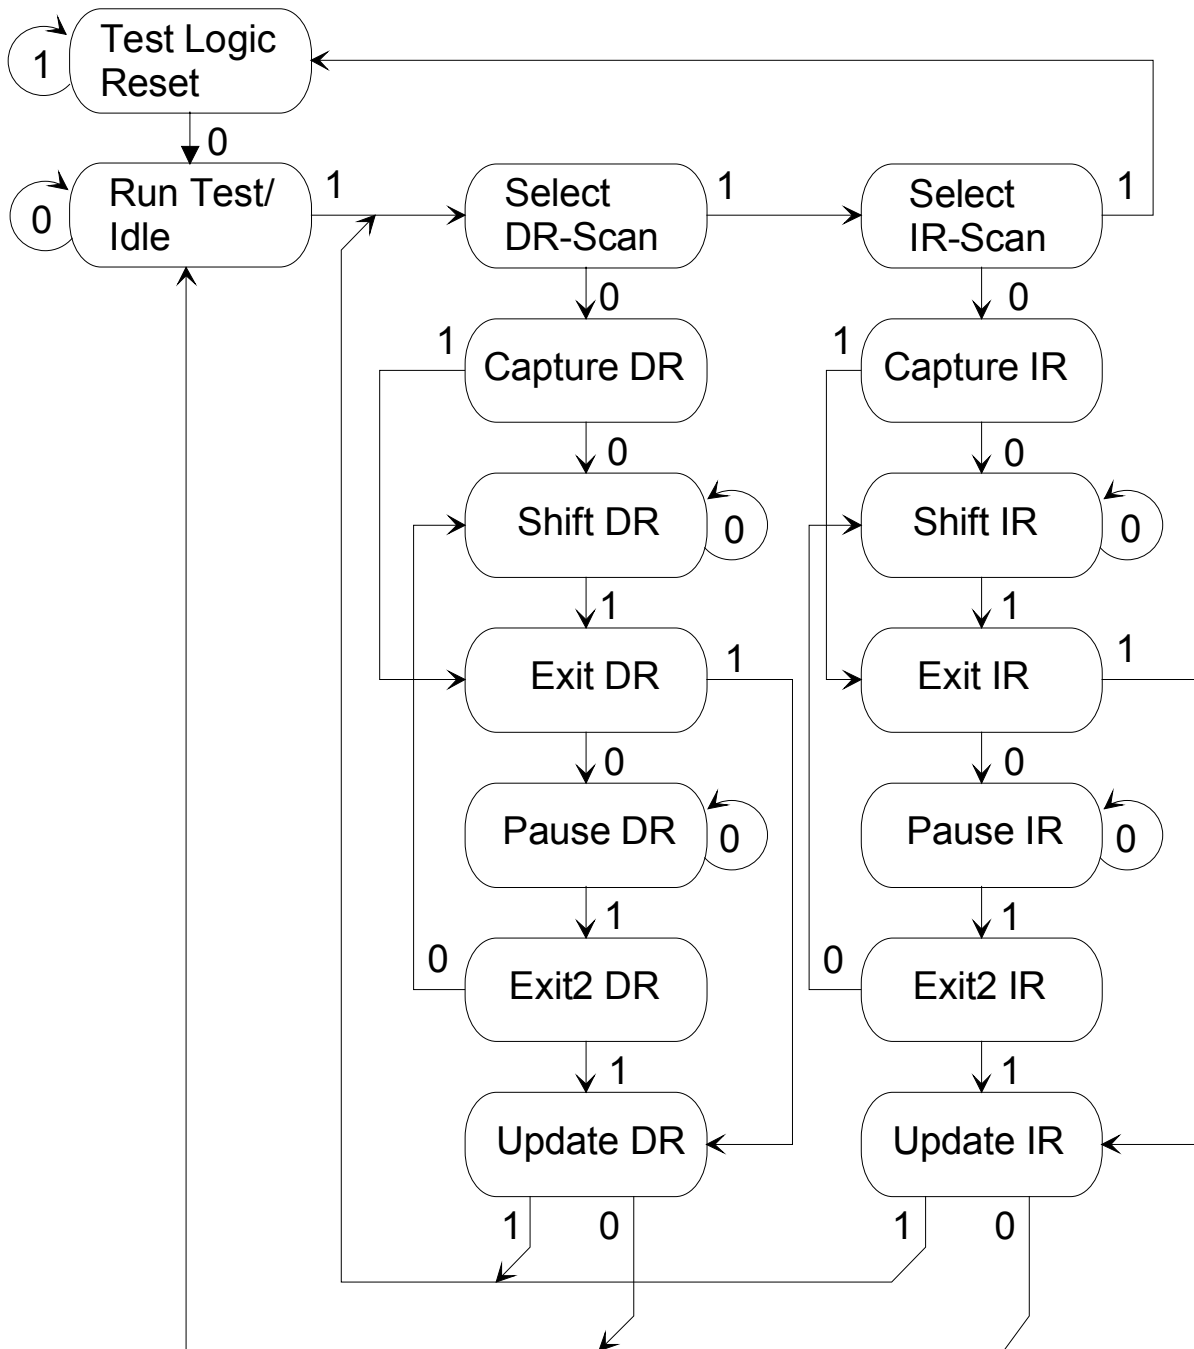 Test Logic
Reset
1
0
Run Test/
Idle
0
1
Select
DR-Scan
1
Select
IR-Scan
1
0
0
1
Capture DR
1
Capture IR
0
0
Shift DR
0
Shift IR
0
1
1
Exit DR
1
Exit IR
1
0
0
Pause DR
0
Pause IR
0
1
1
0
Exit2 DR
0
Exit2 IR
1
1
Update DR
Update IR
1
0
1
0